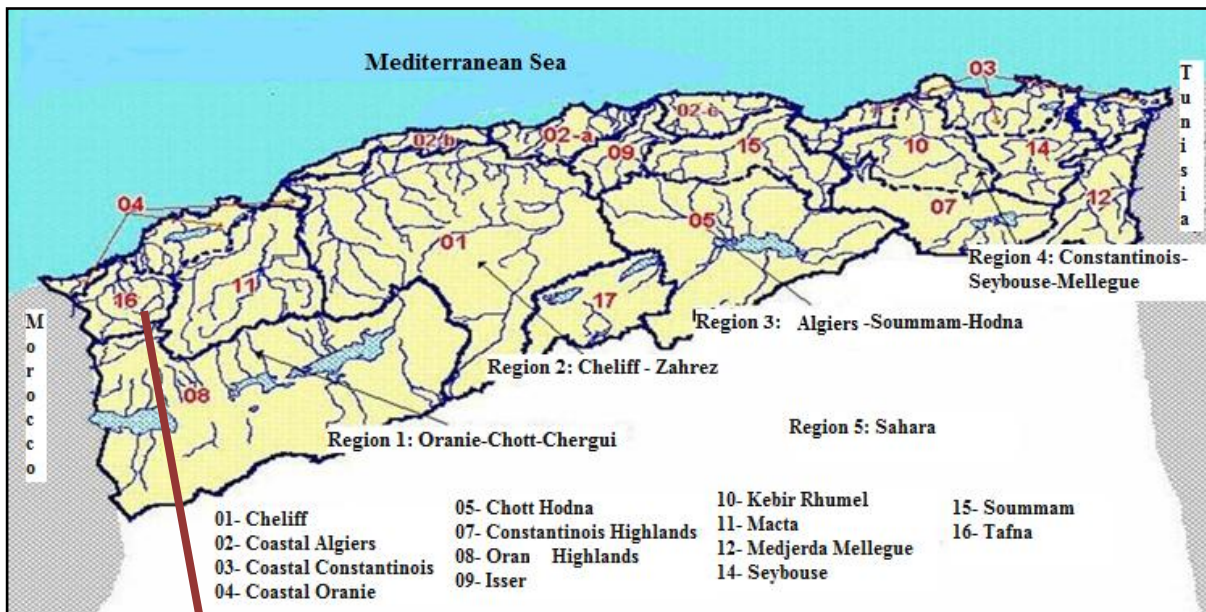 Mediterranean Sea
Tunisia
Morocco
03
02-c
02-b
02-a
09
15
10
14
12
04
01
05
07
16
11
17
08
Region 4: Constantinois-
Seybouse-Mellegue
Region 3: Algiers -Soummam-Hodna
Region 2: Cheliff - Zahrez
Region 1: Oranie-Chott-Chergui
Region 5: Sahara
01- Cheliff
02- Coastal Algiers
03- Coastal Constantinois
04- Coastal Oranie
05- Chott Hodna
07- Constantinois Highlands
08- Oran Highlands
09- Isser
10- Kebir Rhumel
11- Macta
12- Medjerda Mellegue
14- Seybouse
15- Soummam
16- Tafna